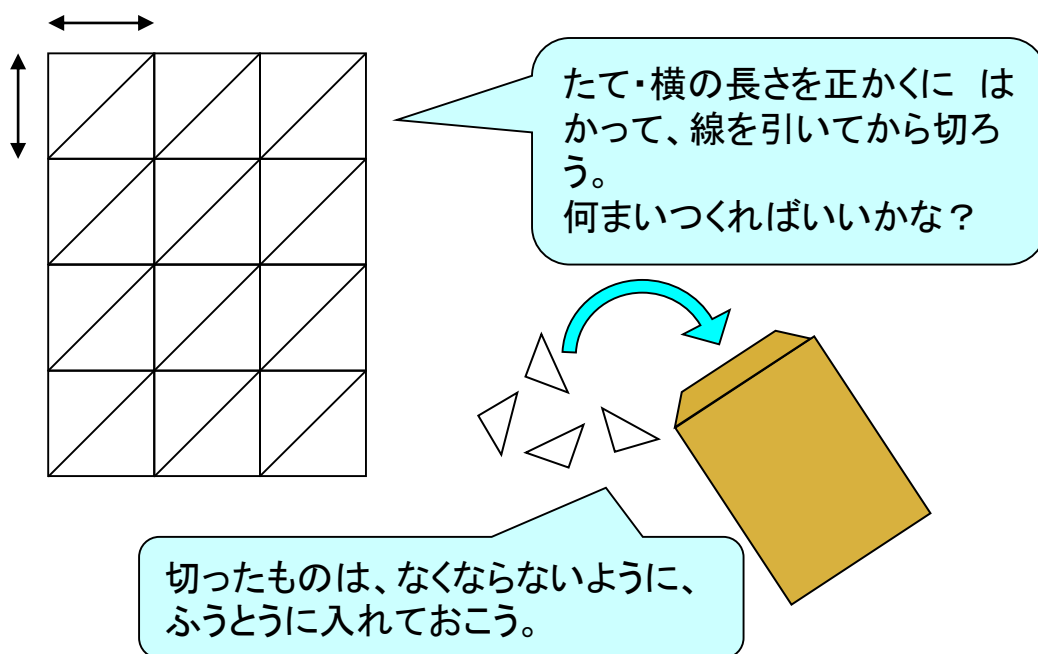 たて・横の長さを正かくに　は
かって、線を引いてから切ろ
う。
何まいつくればいいかな？
切ったものは、なくならないように、
ふうとうに入れておこう。